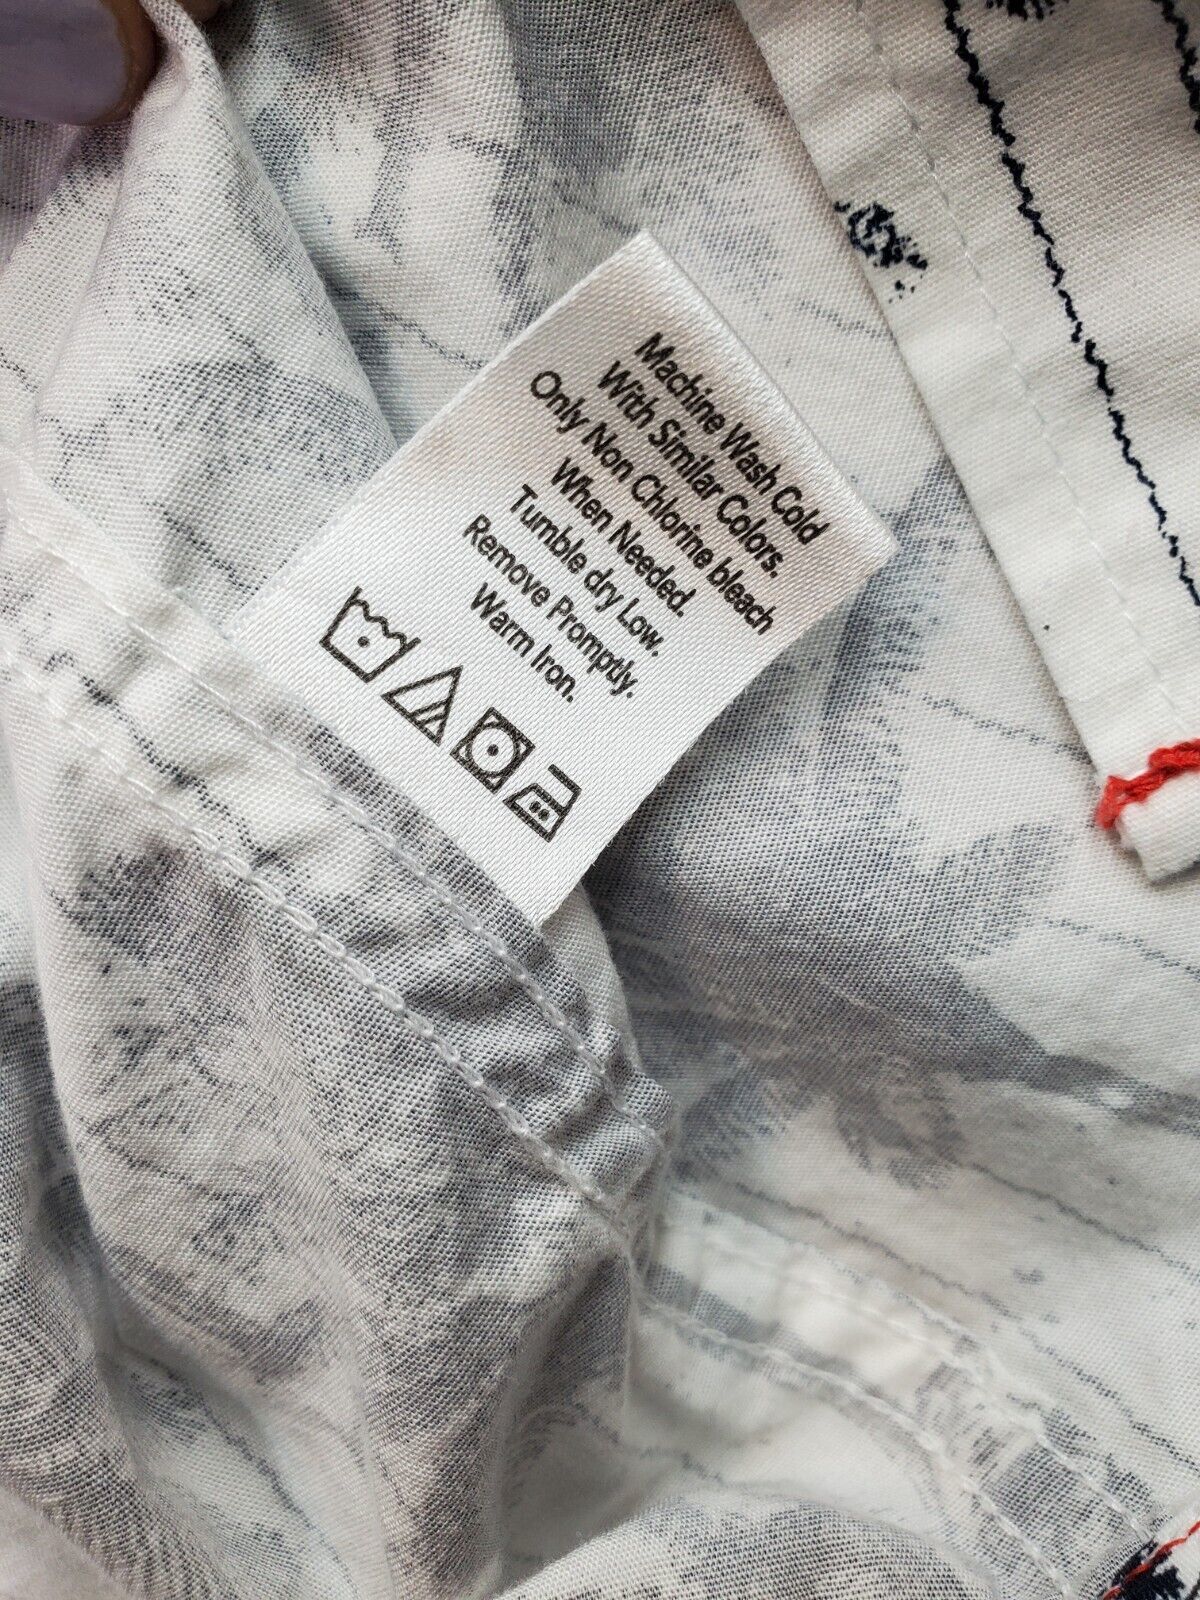 Machine Wash Cold
With Similar Colors.
Only Non Chlorine bleach
When Needed.
Tumble dry Low.
Remove Promptly.
Warm Iron.